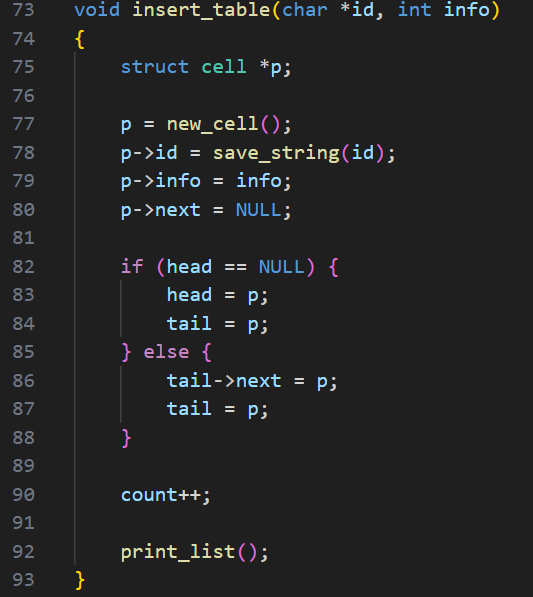 73 void insert_table(char *id, int info)
74 {
75     struct cell *p;
76
77     p = new_cell();
78     p->id = save_string(id);
79     p->info = info;
80     p->next = NULL;
81
82     if (head == NULL) {
83         head = p;
84         tail = p;
85     } else {
86         tail->next = p;
87         tail = p;
88     }
89
90     count++;
91
92     print_list();
93 }